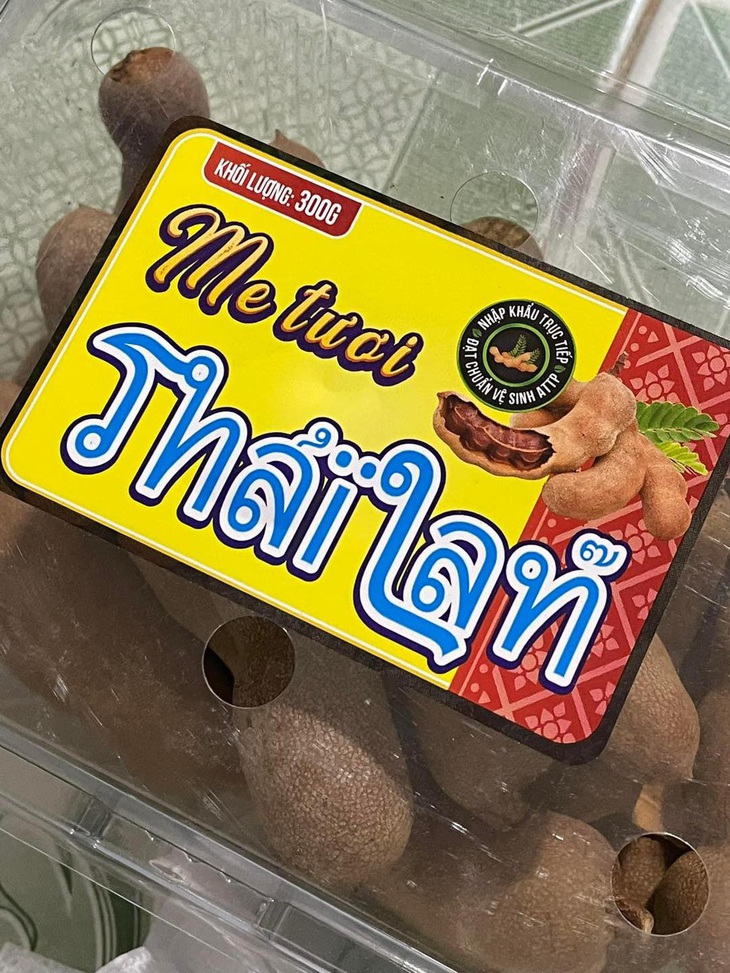 KHỐI LƯỢNG: 300G
Me tươi
NHẬP KHẨU TRỰC TIẾP
ĐẠT CHUẨN VỆ SINH ATTP
Thái Lan